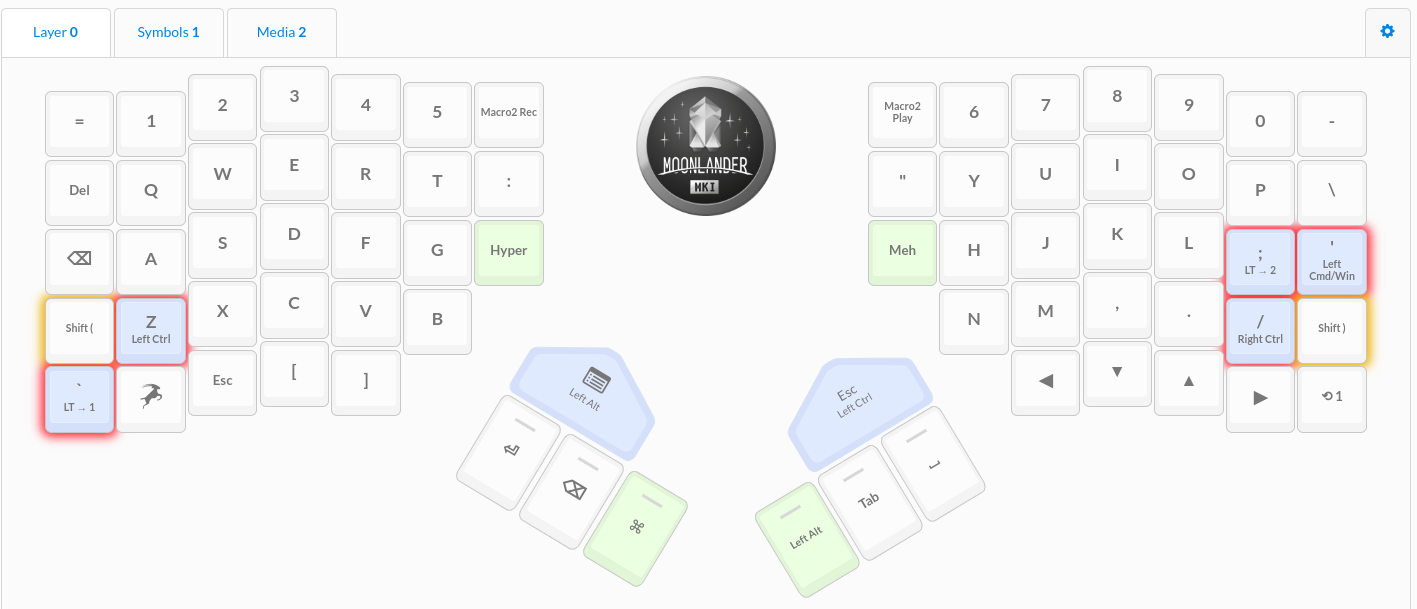 Layer 0
Symbols 1
Media 2
= 1 2 3 4 5 Macro2 Rec
Macro2
Play
6 7 8 9 0 -
Del Q W E R T :
" Y U I O P \
A S D F G Hyper
Meh H J K L
;
LT → 2
'
Left
Cmd/Win
Shift (
Z
Left Ctrl
X C V B
N M , .
/
Right Ctrl
Shift )
`
LT → 1
Esc [ ]
◀ ▼ ▲ ▶ ⟲ 1
MOONLANDER
MKI
Left Alt
Esc
Left Ctrl
⌘
Left Alt
Tab